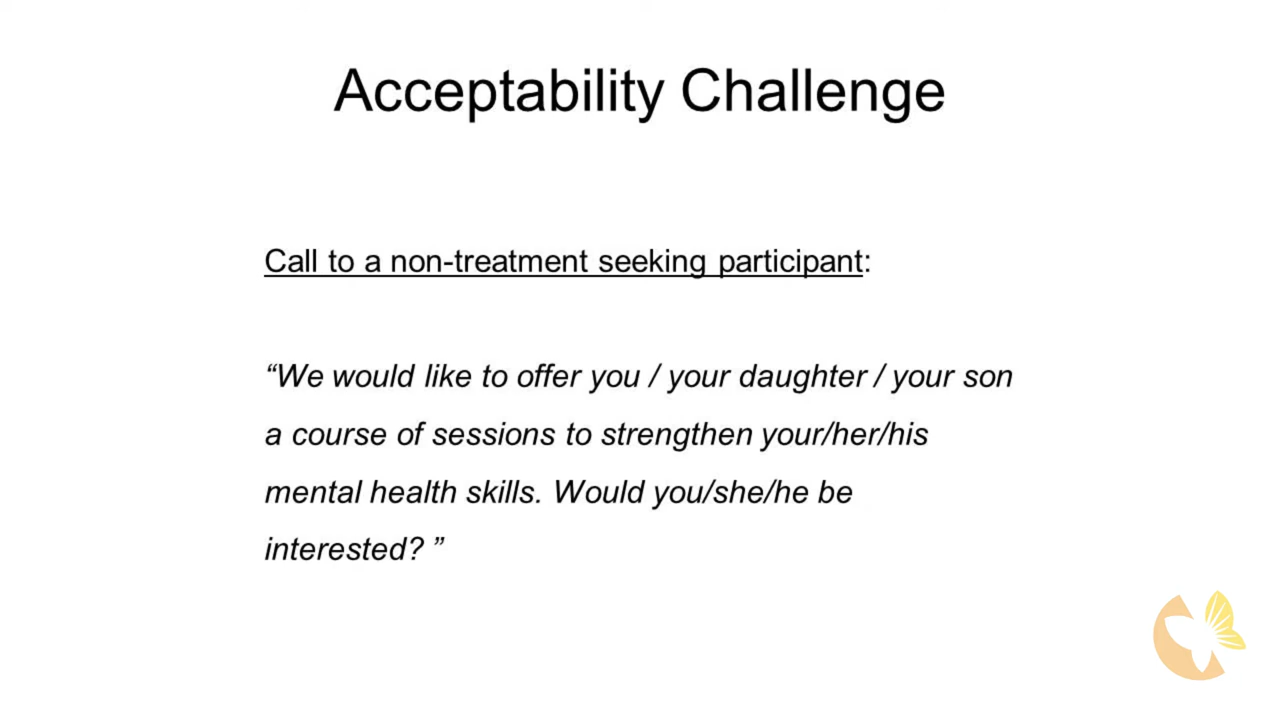 Acceptability Challenge
Call to a non-treatment seeking participant:
“We would like to offer you / your daughter / your son
a course of sessions to strengthen your/her/his
mental health skills. Would you/she/he be
interested? ”